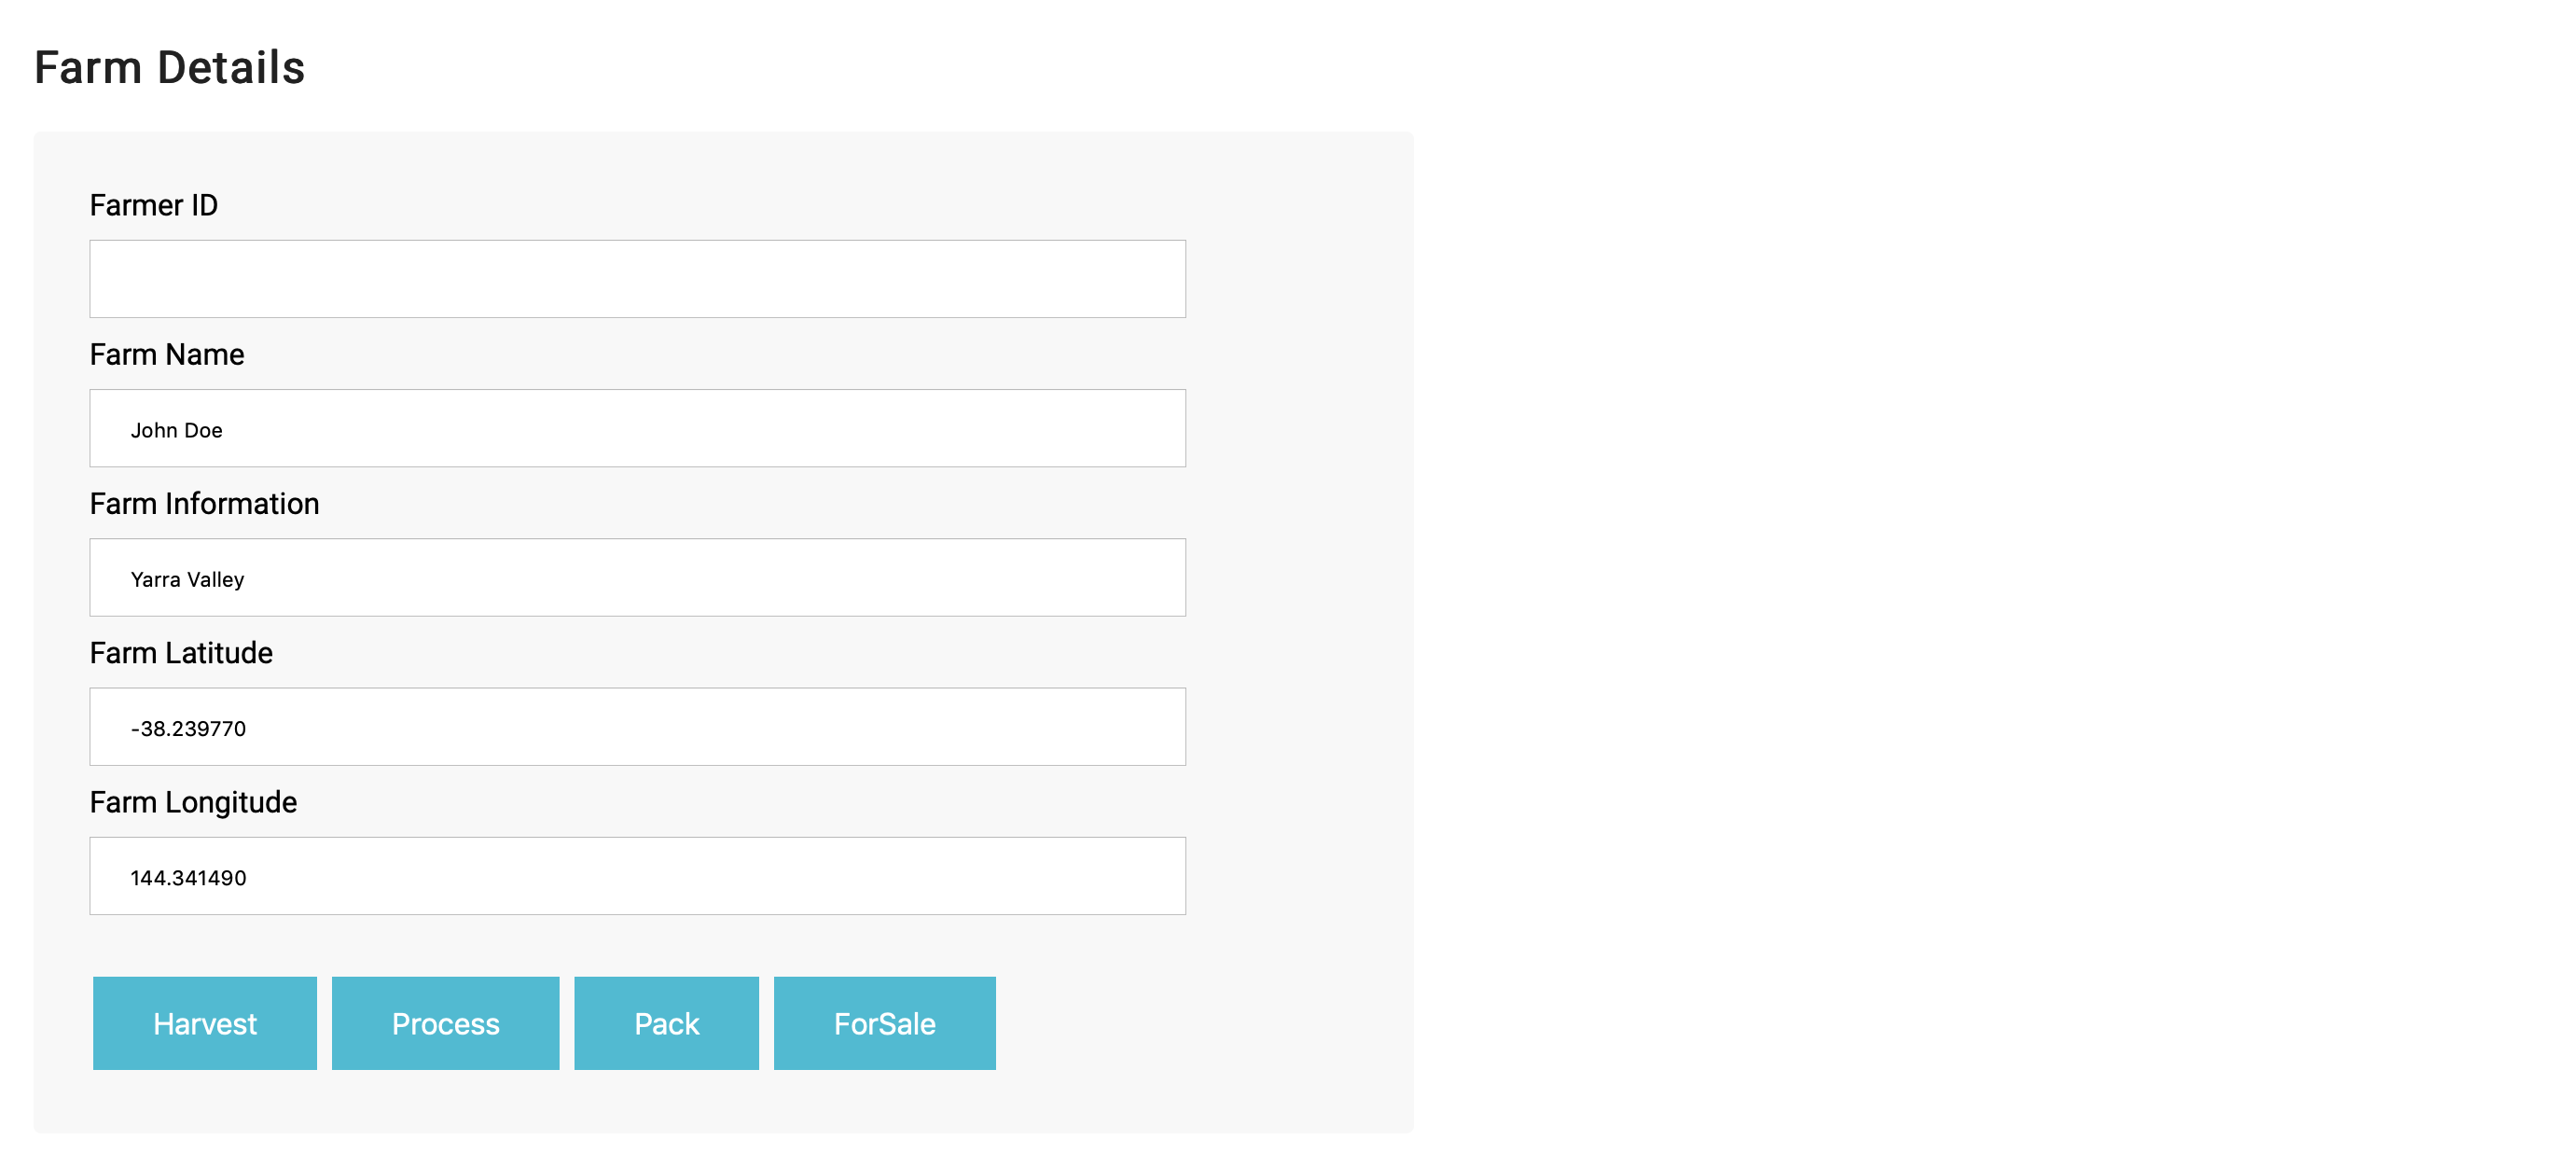 Farm Details
Farmer ID
Farm Name
John Doe
Farm Information
Yarra Valley
Farm Latitude
-38.239770
Farm Longitude
144.341490
Harvest Process Pack ForSale